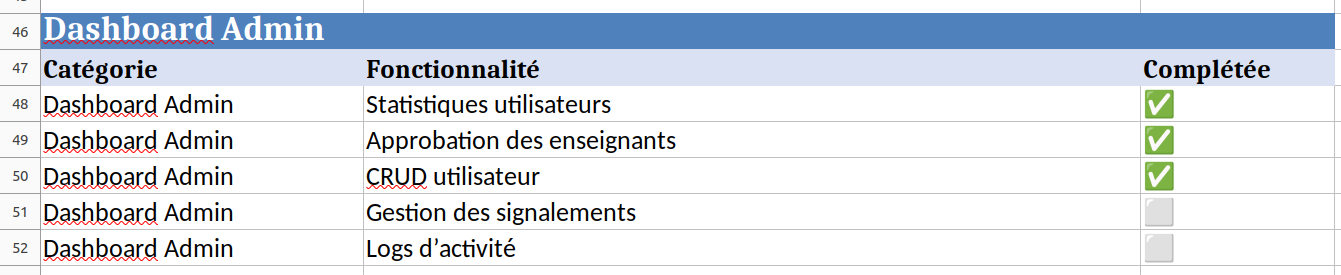 46 Dashboard Admin
47 Catégorie Fonctionnalité Complétée
48 Dashboard Admin Statistiques utilisateurs ✅
49 Dashboard Admin Approbation des enseignants ✅
50 Dashboard Admin CRUD utilisateur ✅
51 Dashboard Admin Gestion des signalements ⬜
52 Dashboard Admin Logs d’activité ⬜